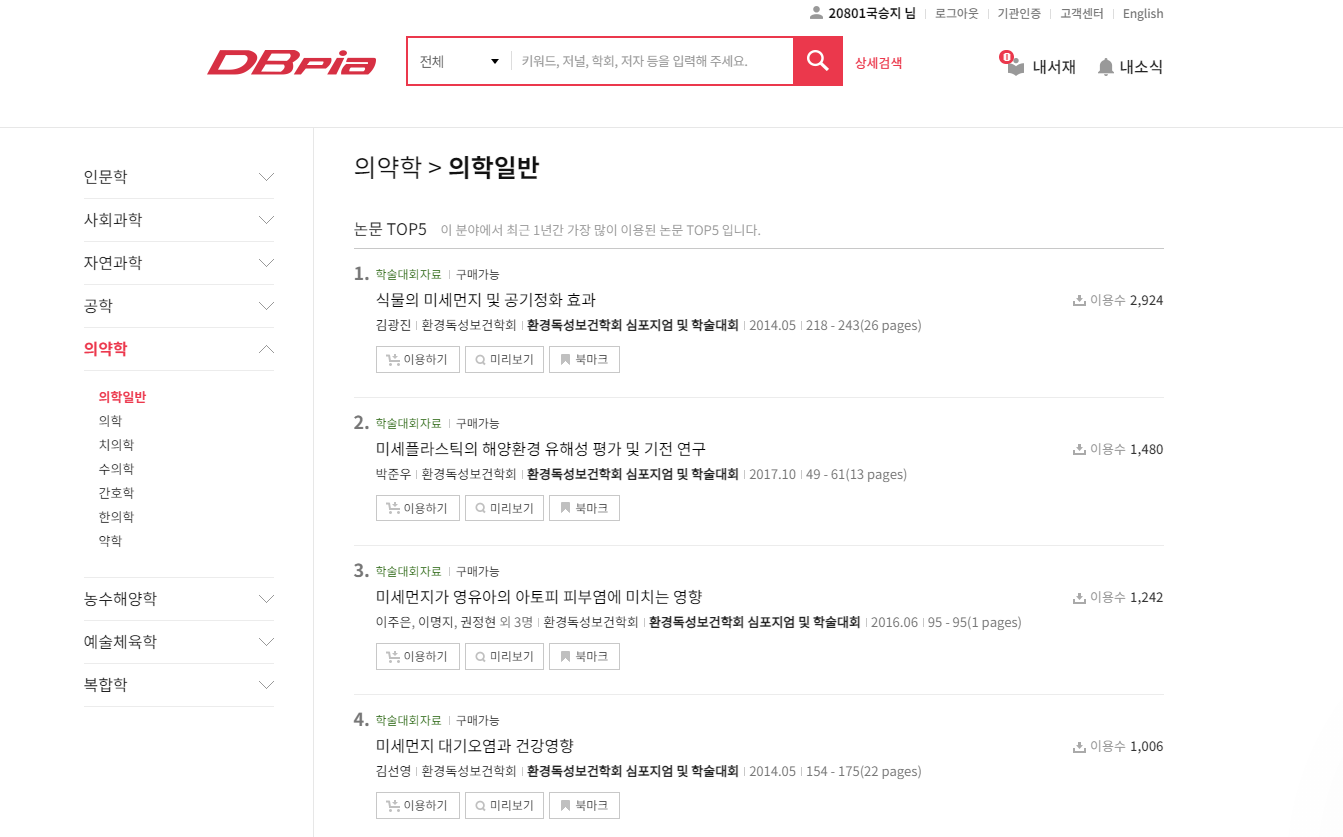 20801국승지 님 로그아웃 기관인증 고객센터 English
DBpia 전체 키워드, 저널, 학회, 저자 등을 입력해 주세요. 상세검색 0 내서재 내소식
인문학
사회과학
자연과학
공학
의약학
의학일반
의학
치의학
수의학
간호학
한의학
약학
농수해양학
예술체육학
복합학
의약학 > 의학일반
논문 TOP5 이 분야에서 최근 1년간 가장 많이 이용된 논문 TOP5 입니다.
1. 학술대회자료 구매가능
식물의 미세먼지 및 공기정화 효과 이용수 2,924
김광진 환경독성보건학회 환경독성보건학회 심포지엄 및 학술대회 2014.05 218 - 243(26 pages)
이용하기 미리보기 북마크
2. 학술대회자료 구매가능
미세플라스틱의 해양환경 유해성 평가 및 기전 연구 이용수 1,480
박준우 환경독성보건학회 환경독성보건학회 심포지엄 및 학술대회 2017.10 49 - 61(13 pages)
이용하기 미리보기 북마크
3. 학술대회자료 구매가능
미세먼지가 영유아의 아토피 피부염에 미치는 영향 이용수 1,242
이주은, 이명지, 권정현 외 3명 환경독성보건학회 환경독성보건학회 심포지엄 및 학술대회 2016.06 95 - 95(1 pages)
이용하기 미리보기 북마크
4. 학술대회자료 구매가능
미세먼지 대기오염과 건강영향 이용수 1,006
김선영 환경독성보건학회 환경독성보건학회 심포지엄 및 학술대회 2014.05 154 - 175(22 pages)
이용하기 미리보기 북마크